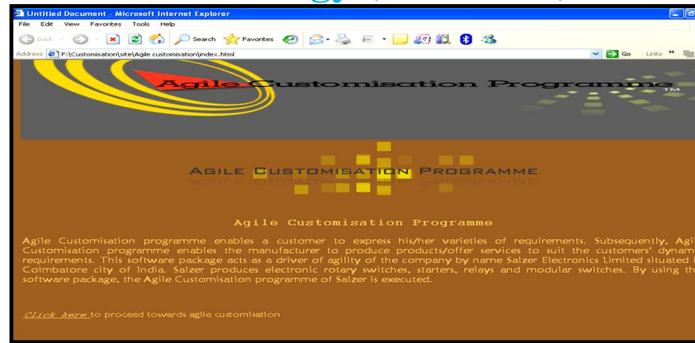 Untitled Document - Microsoft Internet Explorer
File Edit View Favorites Tools Help
Back Search Favorites
Address F:\Customisation\site\Agile customisation\index.html Go Links »
Agile Customisation Programme TM
AGILE CUSTOMISATION PROGRAMME
Agile Customisation Programme
Agile Customisation programme enables a customer to express his/her varieties of requirements. Subsequently, Agi
Customisation programme enables the manufacturer to produce products/offer services to suit the customers' dynam
requirements. This software package acts as a driver of agility of the company by name Salzer Electronics Limited situated i
Coimbatore city of India. Salzer produces electronic rotary switches, starters, relays and modular switches. By using th
software package, the Agile Customisation programme of Salzer is executed.
Click here to proceed towards agile customisation